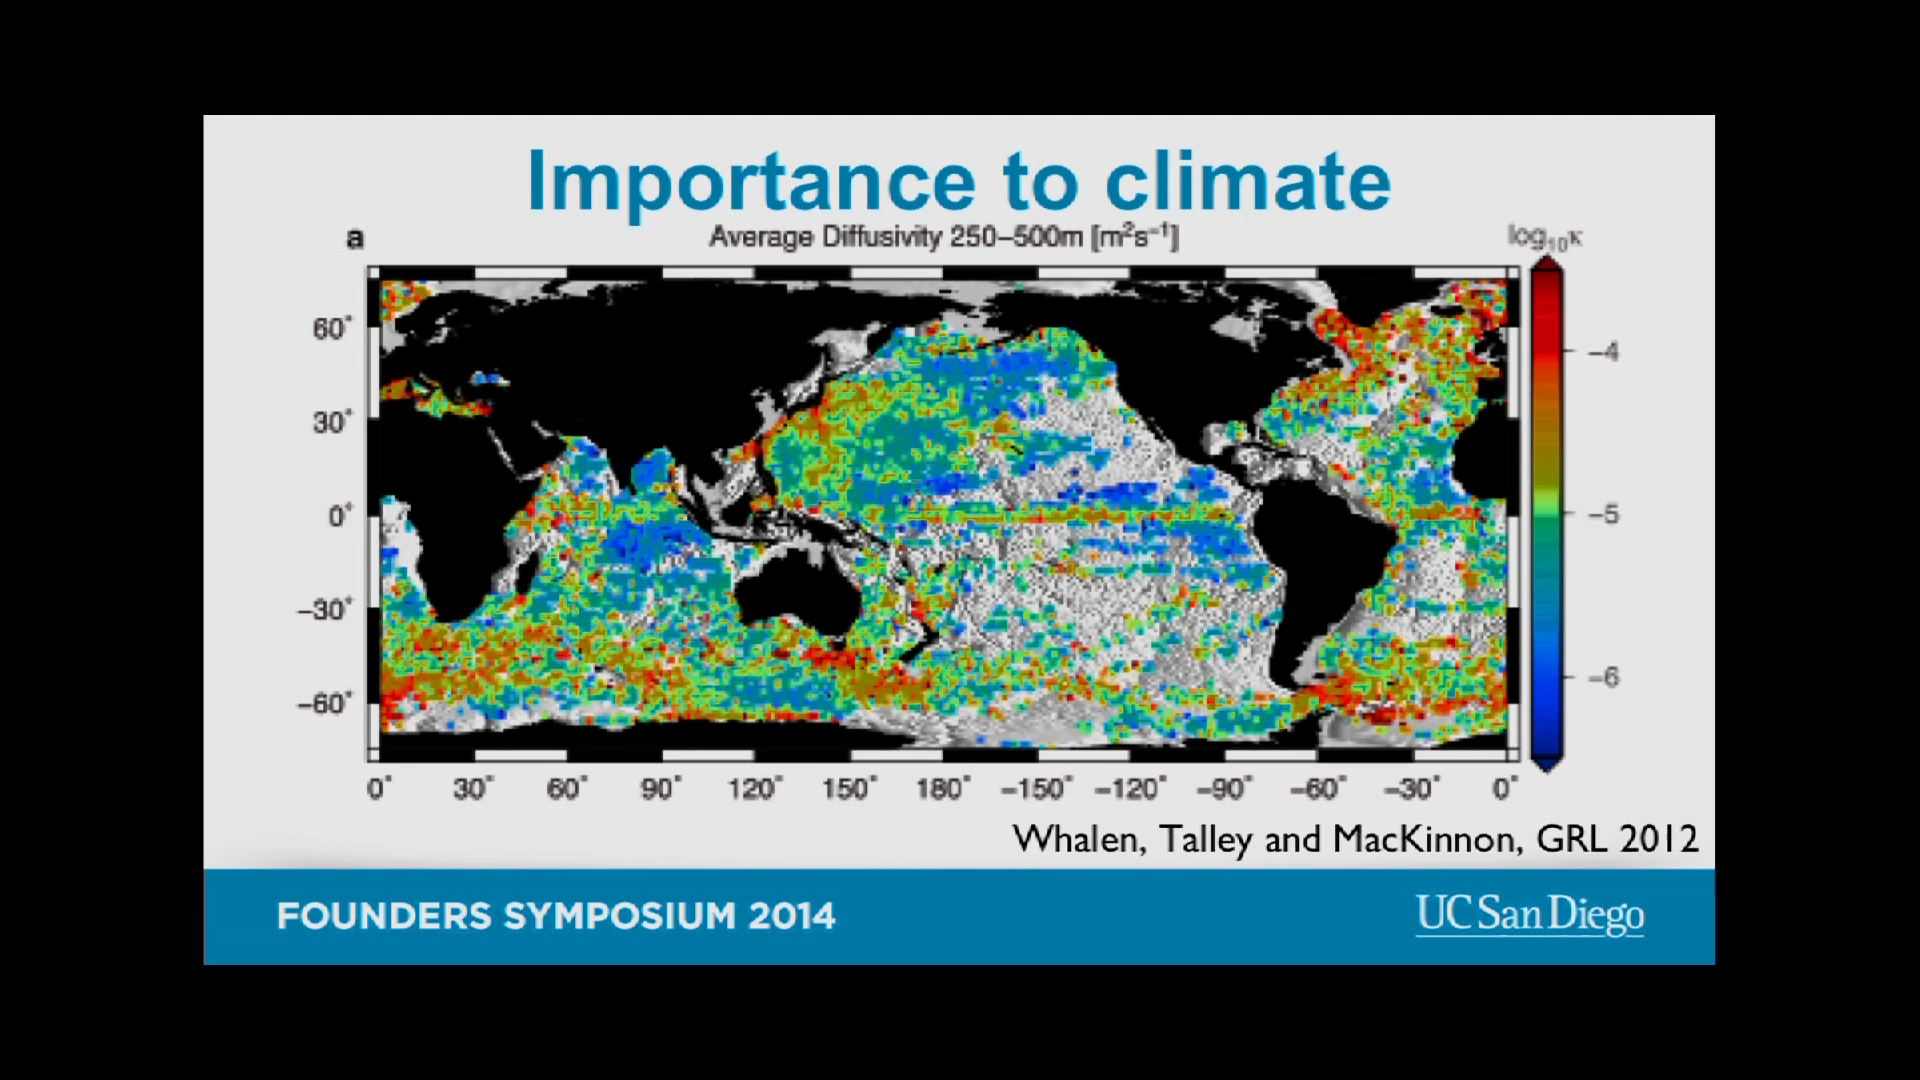 Importance to climate
a
Average Diffusivity 250–500m [m²s⁻¹]
log₁₀κ
60°
30°
0°
−30°
−60°
−4
−5
−6
0° 30° 60° 90° 120° 150° 180° −150° −120° −90° −60° −30° 0°
Whalen, Talley and MacKinnon, GRL 2012
FOUNDERS SYMPOSIUM 2014
UC San Diego